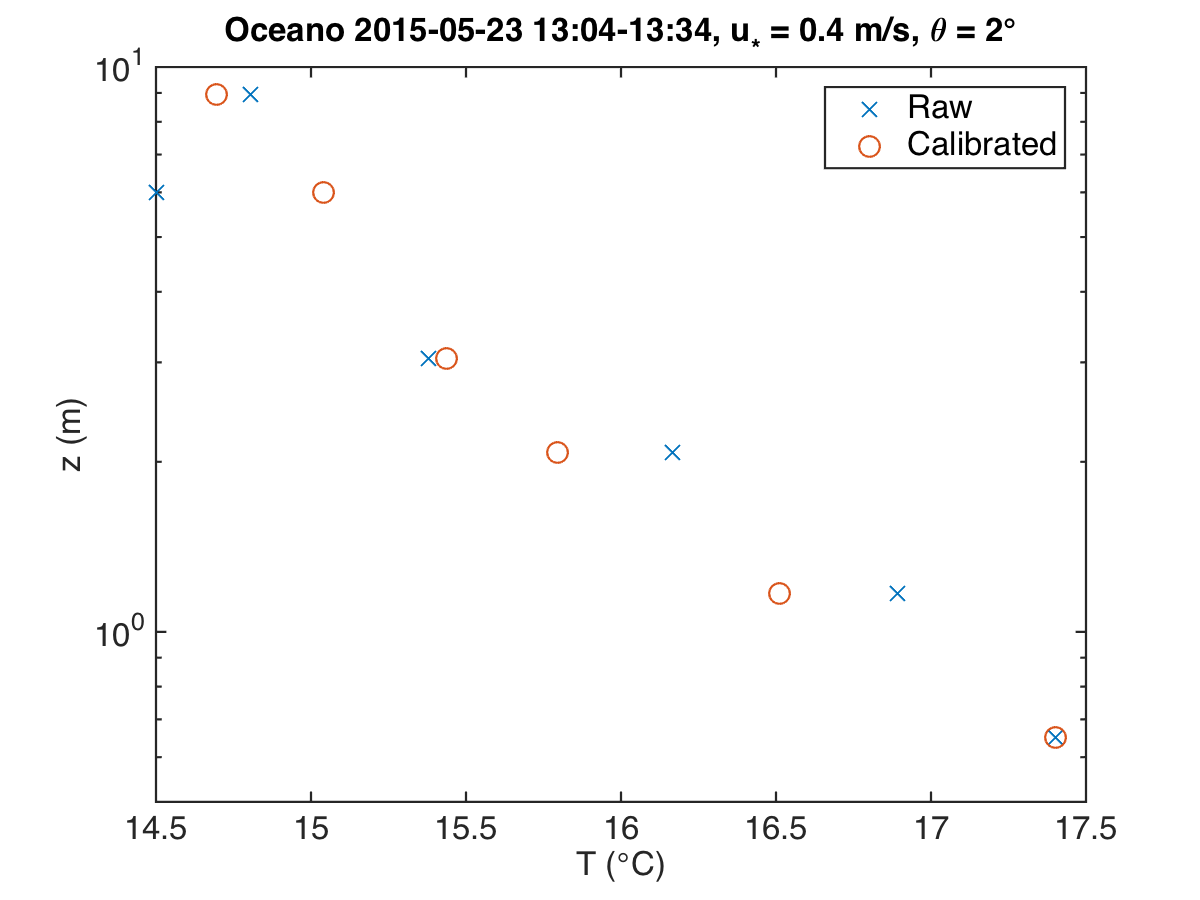 Oceano 2015-05-23 13:04-13:34, u* = 0.4 m/s, θ = 2°
10¹
Raw
Calibrated
z (m)
10⁰
14.5 15 15.5 16 16.5 17 17.5
T (°C)